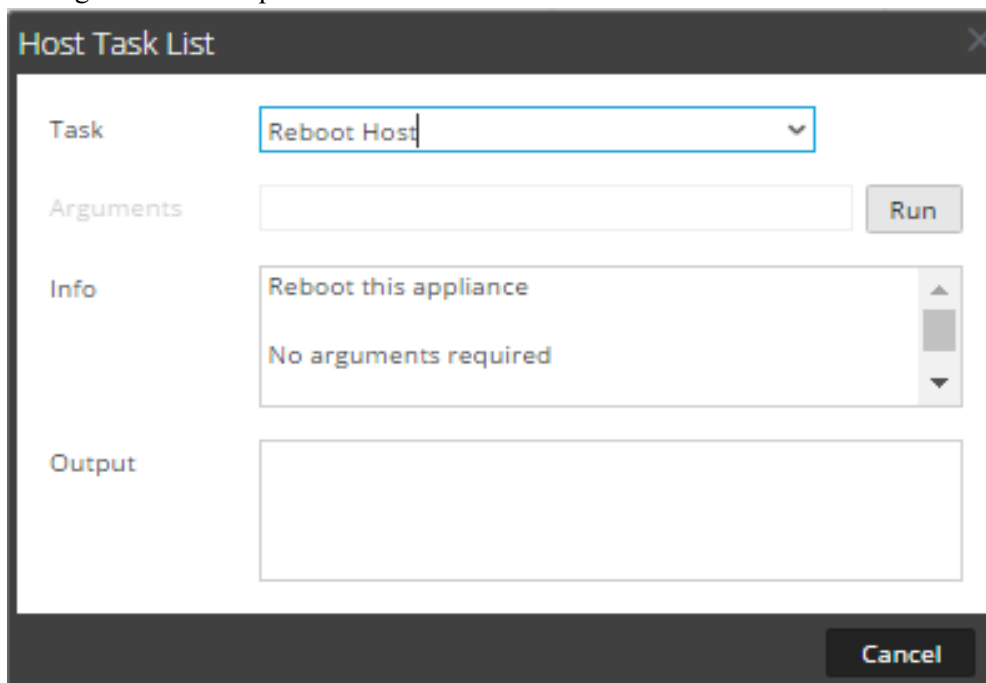 Host Task List
Task
Reboot Host
Arguments
Run
Info
Reboot this appliance
No arguments required
Output
Cancel